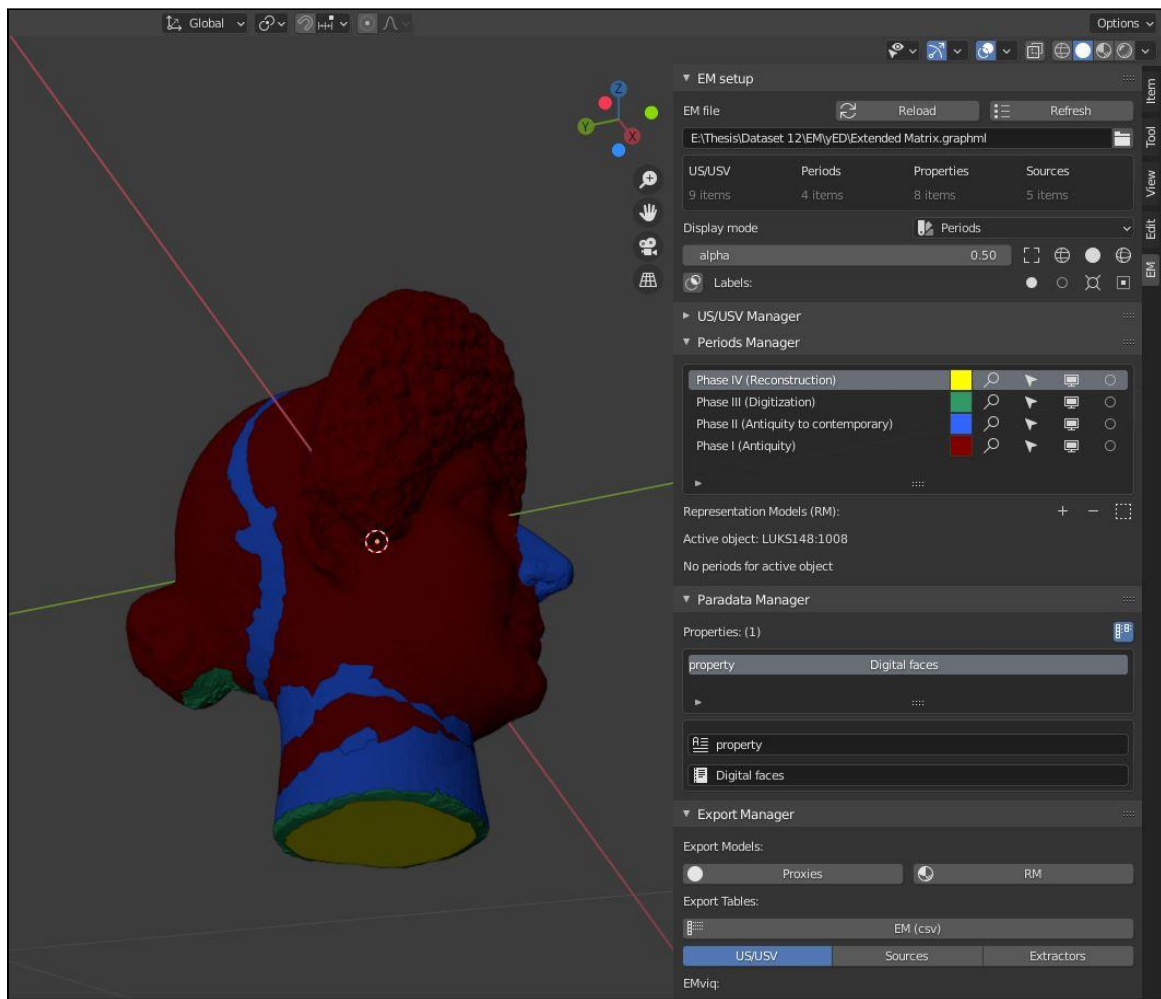 Global
Options
Z
Y
X
Item
Tool
View
Edit
EM
EM setup
EM file Reload Refresh
E:\Thesis\Dataset 12\EM\yED\Extended Matrix.graphml
US/USV Periods Properties Sources
9 items 4 items 8 items 5 items
Display mode Periods
alpha 0.50
Labels:
US/USV Manager
Periods Manager
Phase IV (Reconstruction)
Phase III (Digitization)
Phase II (Antiquity to contemporary)
Phase I (Antiquity)
Representation Models (RM):
Active object: LUKS148:1008
No periods for active object
Paradata Manager
Properties: (1)
property Digital faces
property
Digital faces
Export Manager
Export Models:
Proxies RM
Export Tables:
EM (csv)
US/USV Sources Extractors
EMviq: